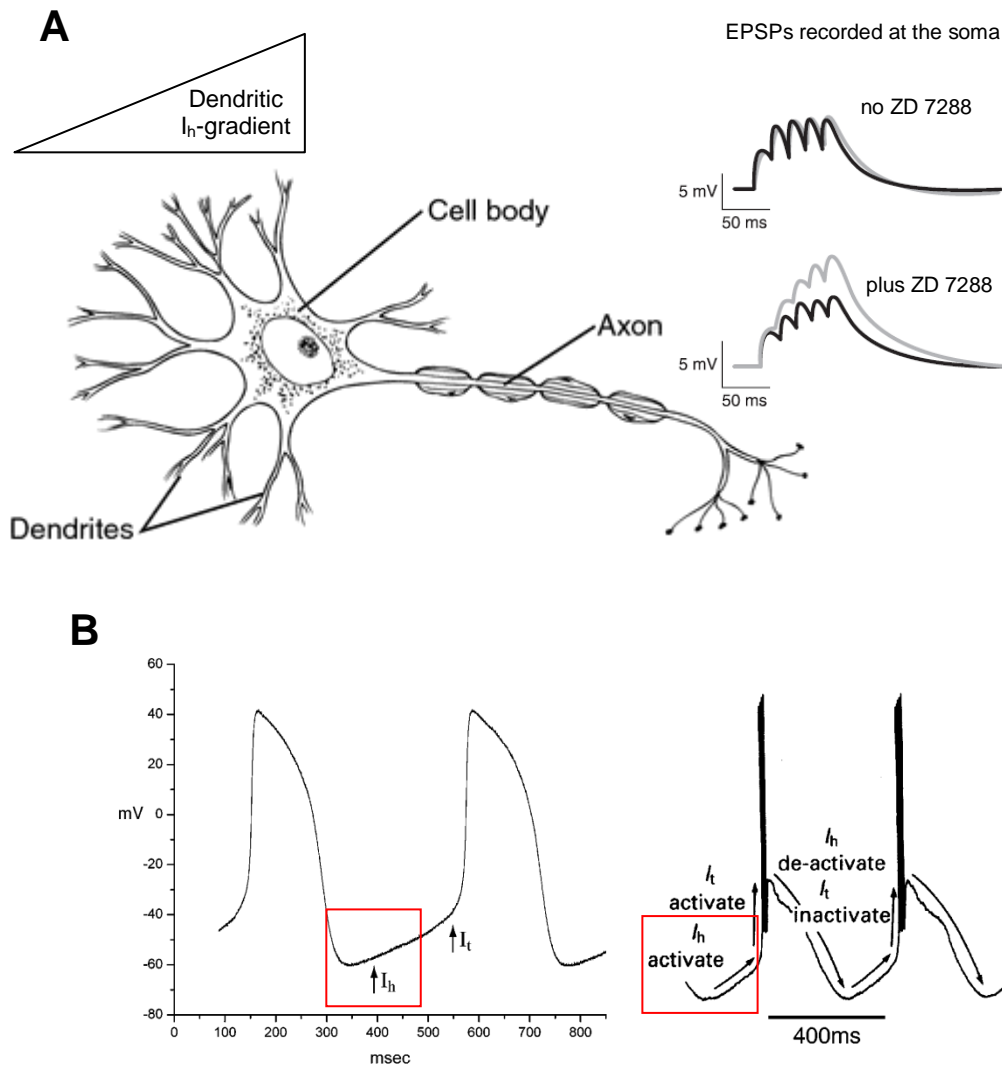 A
EPSPs recorded at the soma
Dendritic
Ih-gradient
no ZD 7288
5 mV
50 ms
Cell body
plus ZD 7288
Axon
5 mV
50 ms
Dendrites
B
60
40
20
0
-20
-40
-60
-80
mV
It
Ih
0
100
200
300
400
500
600
700
800
msec
Ih
de-activate
It
activate
It
inactivate
Ih
activate
400ms